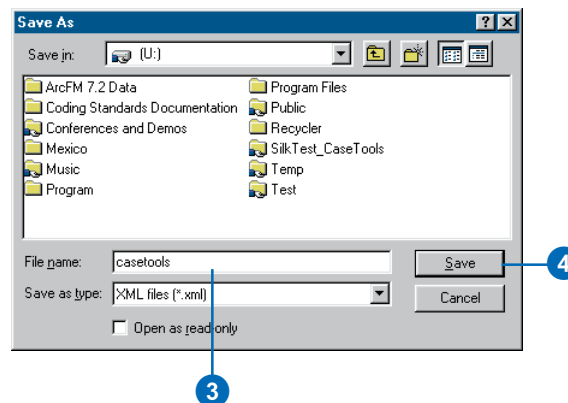 Save As
Save in: (U:)
ArcFM 7.2 Data
Coding Standards Documentation
Conferences and Demos
Mexico
Music
Program
Program Files
Public
Recycler
SilkTest_CaseTools
Temp
Test
File name: casetools Save
Save as type: XML files (*.xml) Cancel
Open as read-only
4
3